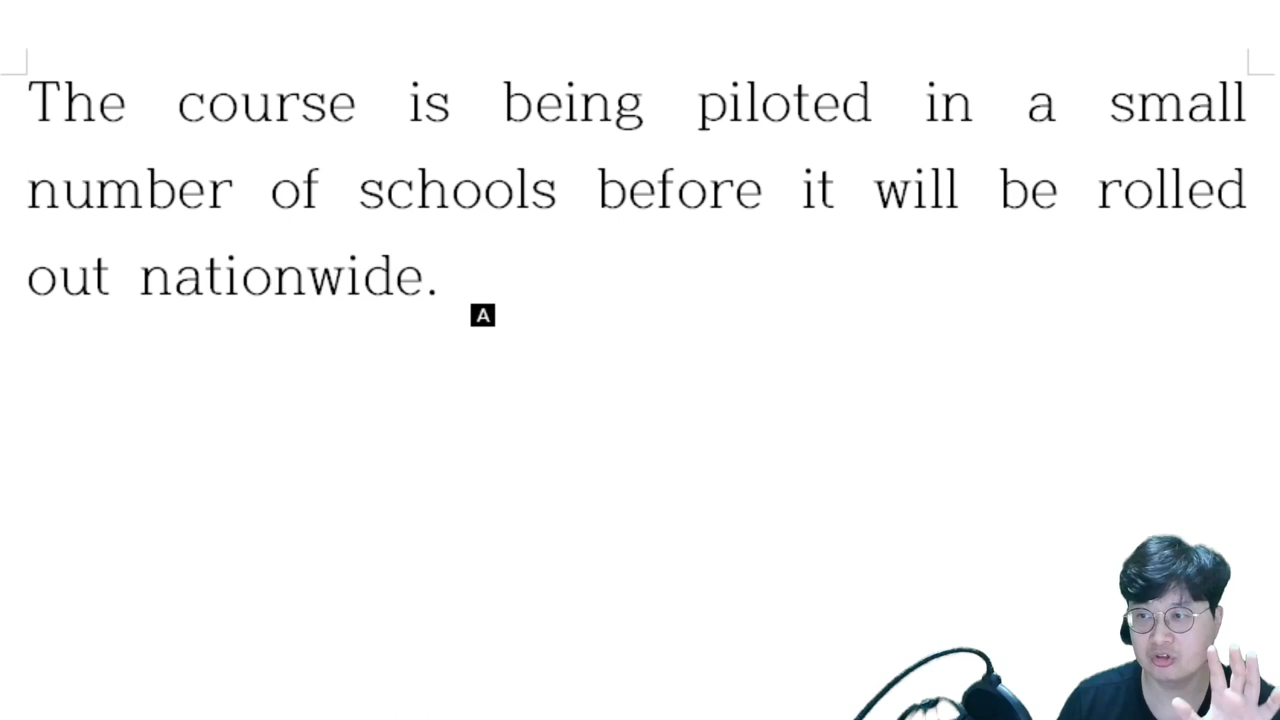 The course is being piloted in a small
number of schools before it will be rolled
out nationwide.
A